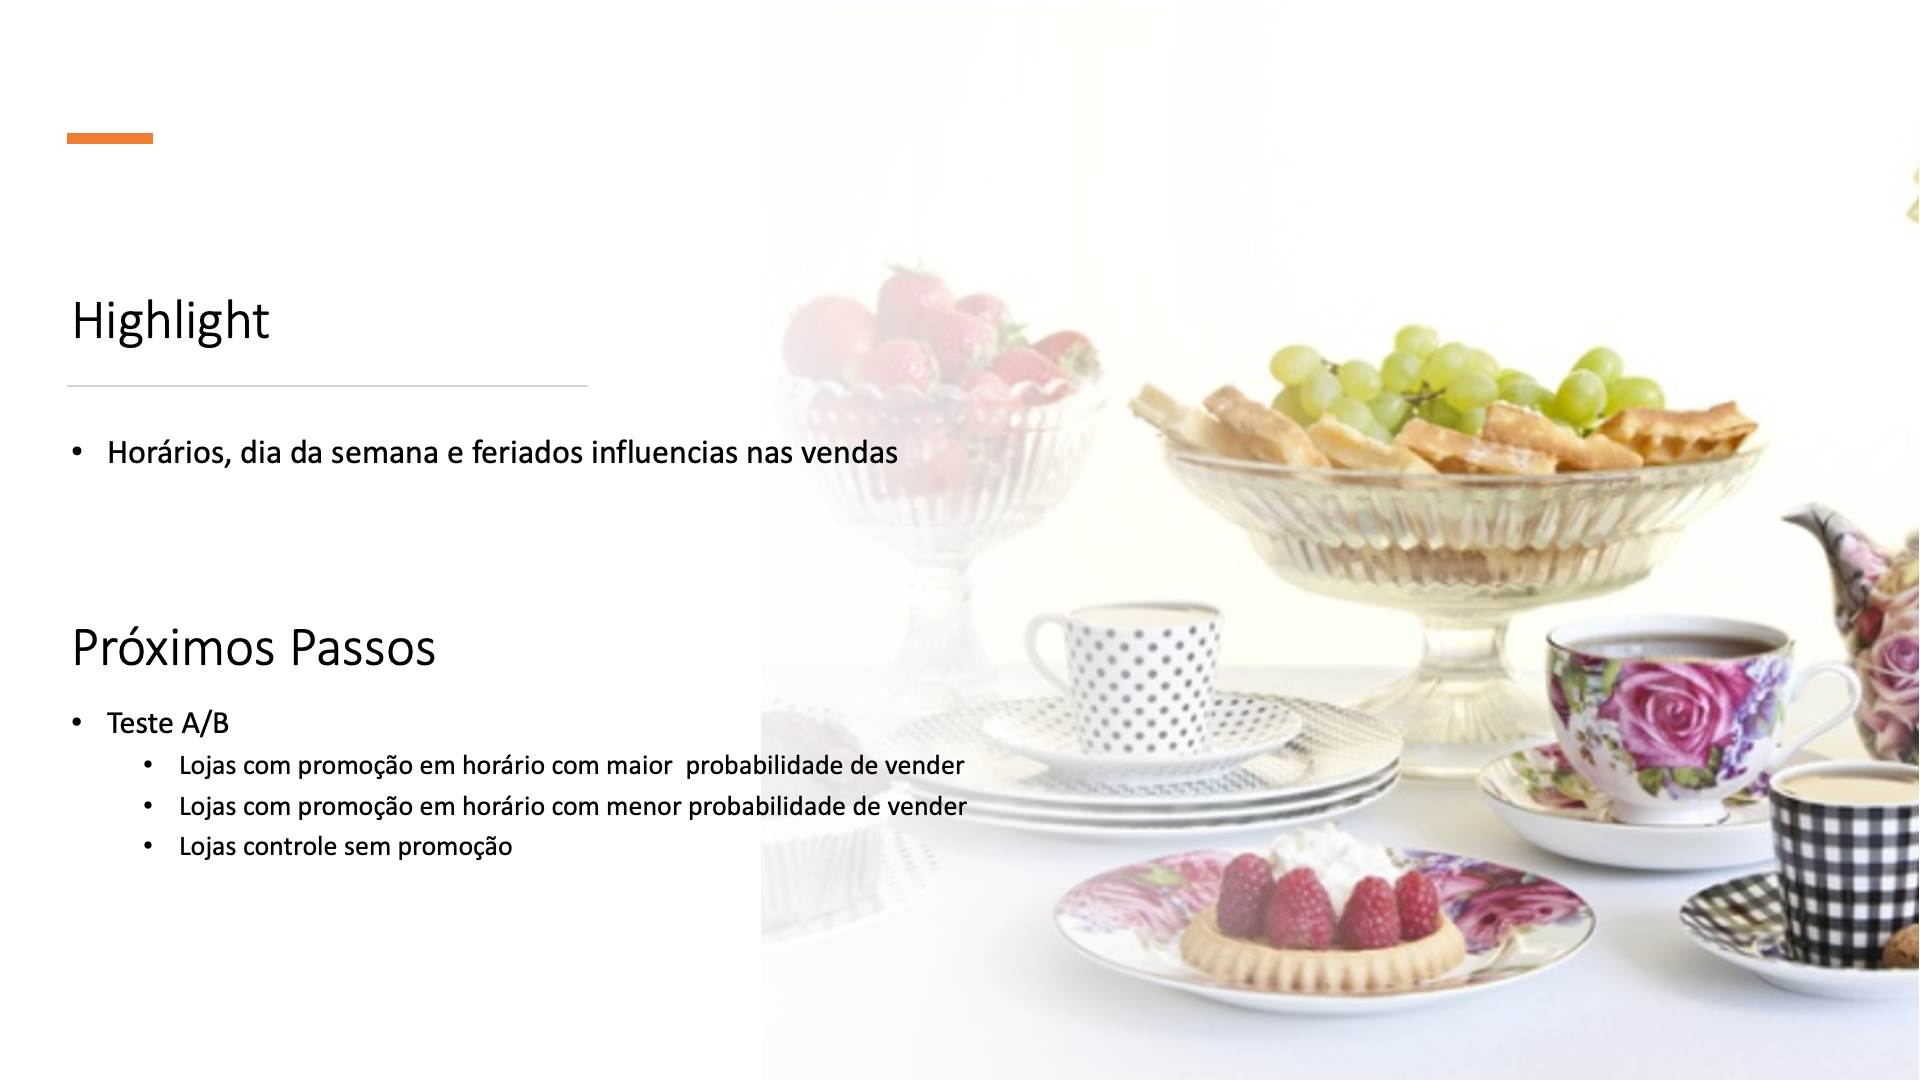 Highlight
• Horários, dia da semana e feriados influencias nas vendas
Próximos Passos
• Teste A/B
• Lojas com promoção em horário com maior  probabilidade de vender
• Lojas com promoção em horário com menor probabilidade de vender
• Lojas controle sem promoção